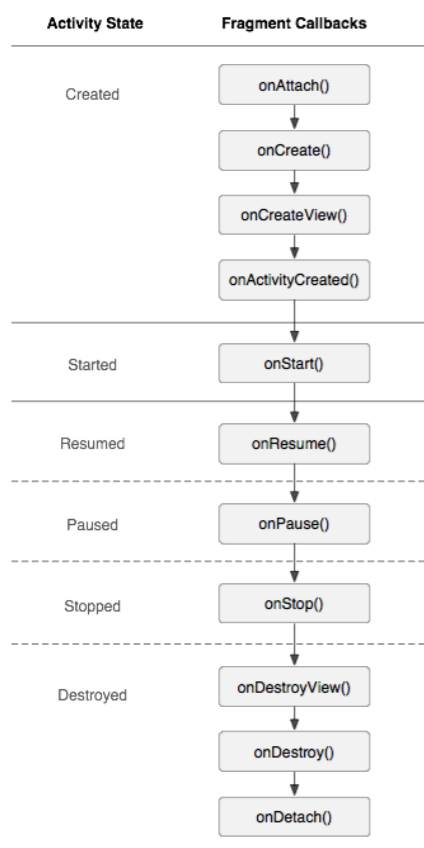 Activity State Fragment Callbacks
Created
onAttach()
onCreate()
onCreateView()
onActivityCreated()
Started
onStart()
Resumed
onResume()
Paused
onPause()
Stopped
onStop()
Destroyed
onDestroyView()
onDestroy()
onDetach()